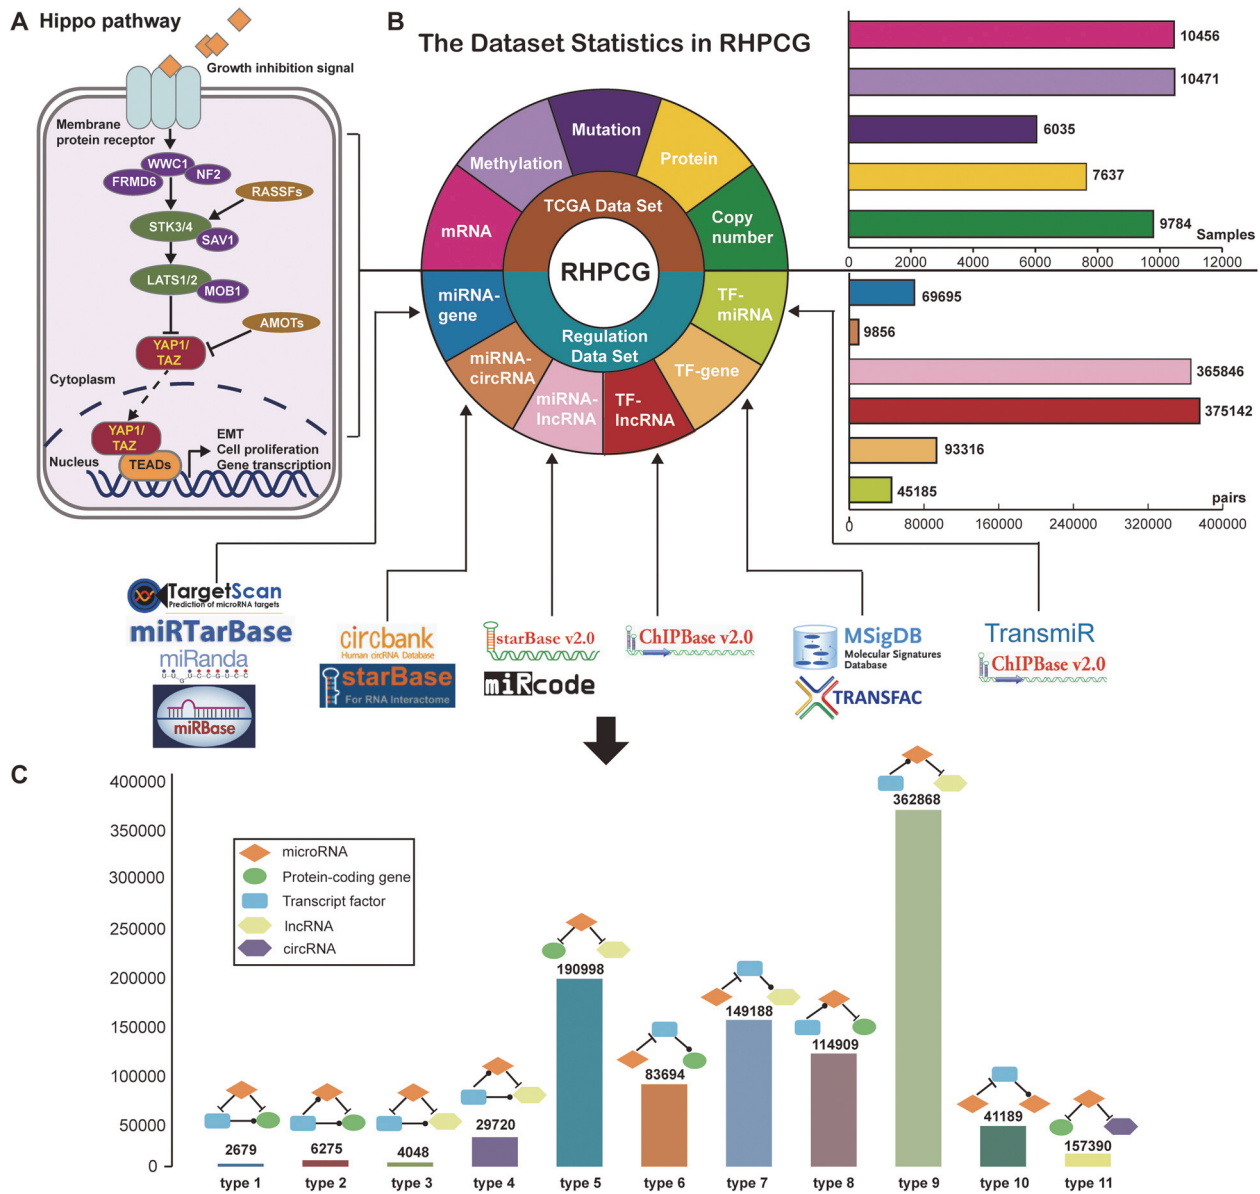 A Hippo pathway
Growth inhibition signal
Membrane
protein receptor
WWC1
FRMD6
NF2
RASSFs
STK3/4
SAV1
LATS1/2
MOB1
AMOTs
YAP1/
TAZ
Cytoplasm
YAP1/
TAZ
TEADs
Nucleus
EMT
Cell proliferation
Gene transcription
B
The Dataset Statistics in RHPCG
Mutation
Methylation
Protein
mRNA
Copy
number
TCGA Data Set
RHPCG
Regulation
Data Set
miRNA-
gene
miRNA-
circRNA
miRNA-
lncRNA
TF-
lncRNA
TF-gene
TF-
miRNA
10456
10471
6035
7637
9784
Samples
0 2000 4000 6000 8000 10000 12000
69695
9856
365846
375142
93316
45185
pairs
0 80000 160000 240000 320000 400000
TargetScan
Prediction of microRNA targets
miRTarBase
miRanda
U U G U C C G U C C
miRBase
circbank
Human circRNA Database
starBase
For RNA Interactome
starBase v2.0
miRcode
ChIPBase v2.0
MSigDB
Molecular Signatures
Database
TRANSFAC
TransmiR
ChIPBase v2.0
C
400000
350000
300000
250000
200000
150000
100000
50000
0
microRNA
Protein-coding gene
Transcript factor
lncRNA
circRNA
2679
6275
4048
29720
190998
83694
149188
114909
362868
41189
157390
type 1 type 2 type 3 type 4 type 5 type 6 type 7 type 8 type 9 type 10 type 11